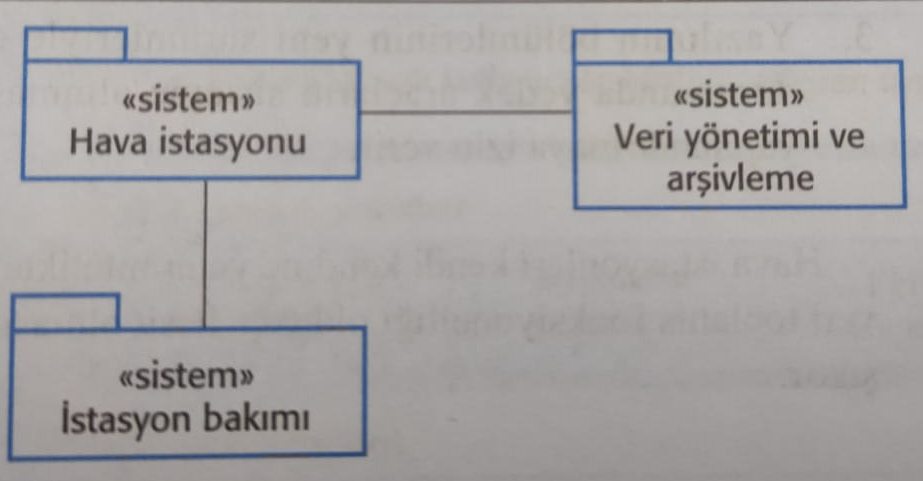 «sistem»
Hava istasyonu
«sistem»
Veri yönetimi ve
arşivleme
«sistem»
İstasyon bakımı